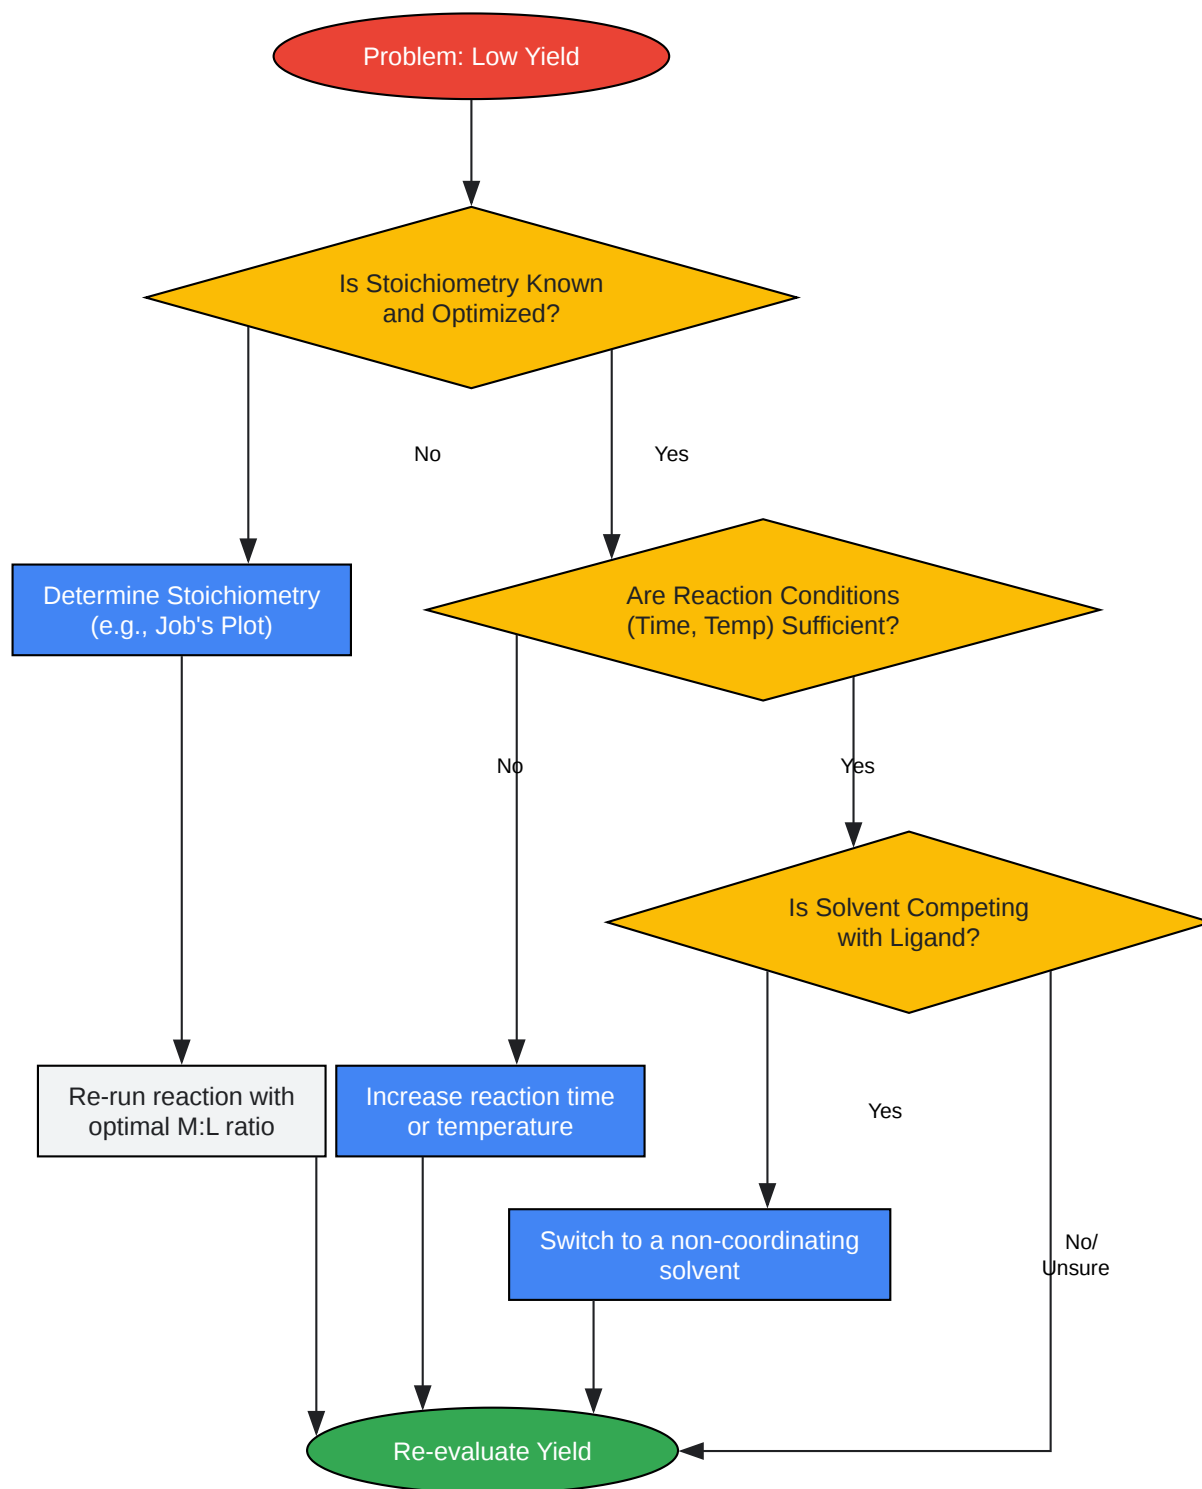 Problem: Low Yield
Is Stoichiometry Known
and Optimized?
No
Yes
Determine Stoichiometry
(e.g., Job's Plot)
Are Reaction Conditions
(Time, Temp) Sufficient?
No
Yes
Is Solvent Competing
with Ligand?
Re-run reaction with
optimal M:L ratio
Increase reaction time
or temperature
Yes
Switch to a non-coordinating
solvent
No/
Unsure
Re-evaluate Yield